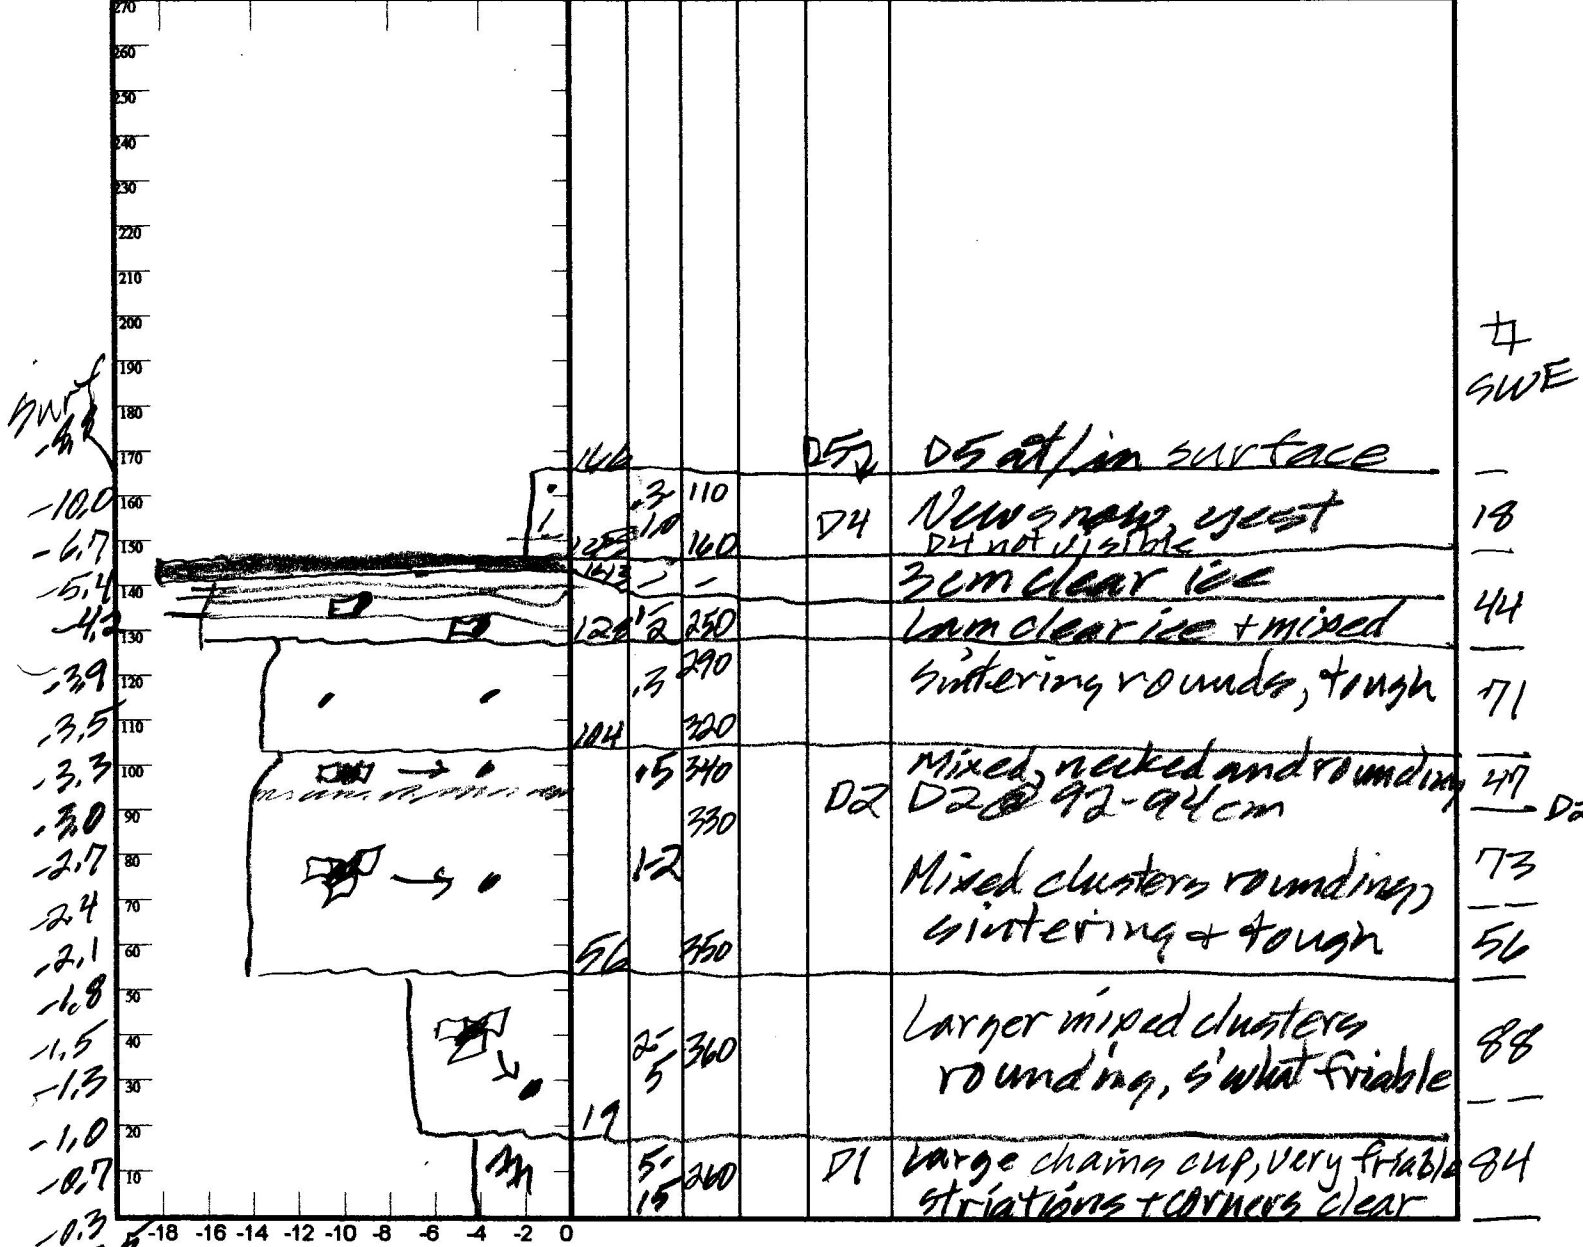 270
260
250
240
230
220
210
200
190
180
170
160
150
140
130
120
110
100
90
80
70
60
50
40
30
20
10
-18 -16 -14 -12 -10 -8 -6 -4 -2 0
surf
-10.0
-6.7
-5.4
-4.2
-3.9
-3.5
-3.3
-3.0
-2.7
-2.4
-2.1
-1.8
-1.5
-1.3
-1.0
-0.7
-0.3
#
SWE
166 D5 D5 at/in surface
.3- 110 D4 New snow, yest 18
1.0 160 D4 not visible
143 - - 3cm clear ice
128 1-2 250 Lam clear ice + mixed 44
.3 290 sintering rounds, tough 71
104 320
.5 340 Mixed, necked and rounding 47
D2 D2 @ 92-94cm D2
330
1-2 Mixed clusters rounding, 73
56 350 sintering + tough 56
2- 360 Larger mixed clusters 88
5 rounding, s'what friable
19
5- 260 D1 Large chains cup, very friable 84
15 striations + corners clear